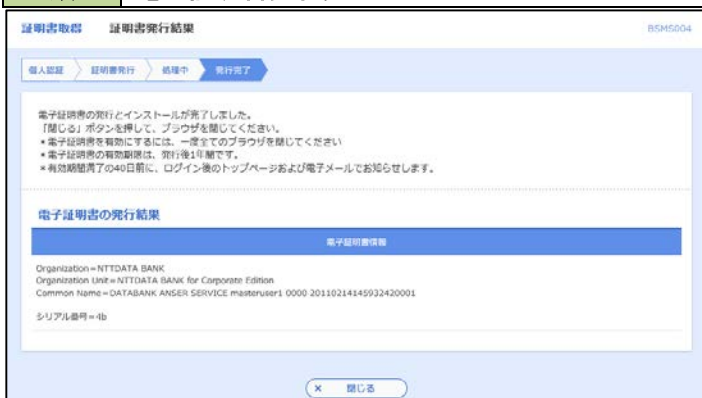 証明書取得 証明書発行結果 BSMS004
個人認証 証明書発行 処理中 発行完了
電子証明書の発行とインストールが完了しました。
「閉じる」ボタンを押して、ブラウザを閉じてください。
*電子証明書を有効にするには、一度全てのブラウザを閉じてください
*電子証明書の有効期限は、発行後1年間です。
*有効期間満了の40日前に、ログイン後のトップページおよび電子メールでお知らせします。
電子証明書の発行結果
電子証明書情報
Organization=NTTDATA BANK
Organization Unit=NTTDATA BANK for Corporate Edition
Common Name=DATABANK ANSER SERVICE masteruser1 0000 20110214145932420001
シリアル番号=4b
× 閉じる